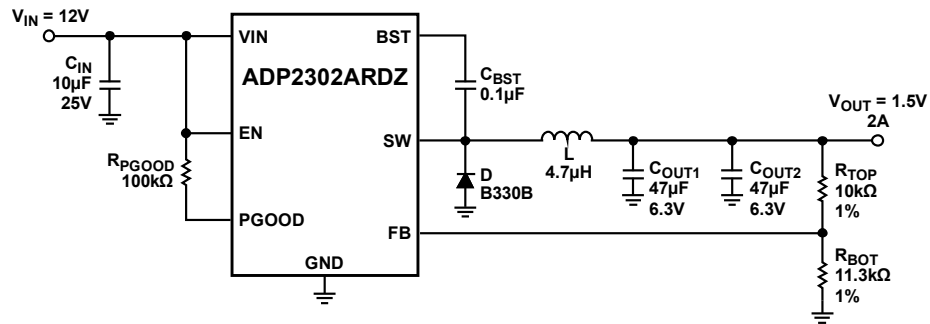 VIN = 12V
CIN
10µF
25V
VIN
BST
ADP2302ARDZ
CBST
0.1µF
VOUT = 1.5V
2A
EN
SW
L
4.7µH
RPGOOD
100kΩ
D
B330B
COUT1
47µF
6.3V
COUT2
47µF
6.3V
RTOP
10kΩ
1%
PGOOD
FB
GND
RBOT
11.3kΩ
1%